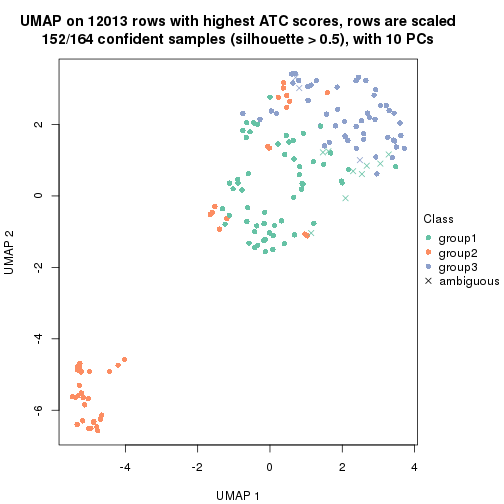 UMAP on 12013 rows with highest ATC scores, rows are scaled
152/164 confident samples (silhouette > 0.5), with 10 PCs
2
0
-2
-4
-6
UMAP 2
-4
-2
0
2
4
UMAP 1
Class
group1
group2
group3
ambiguous